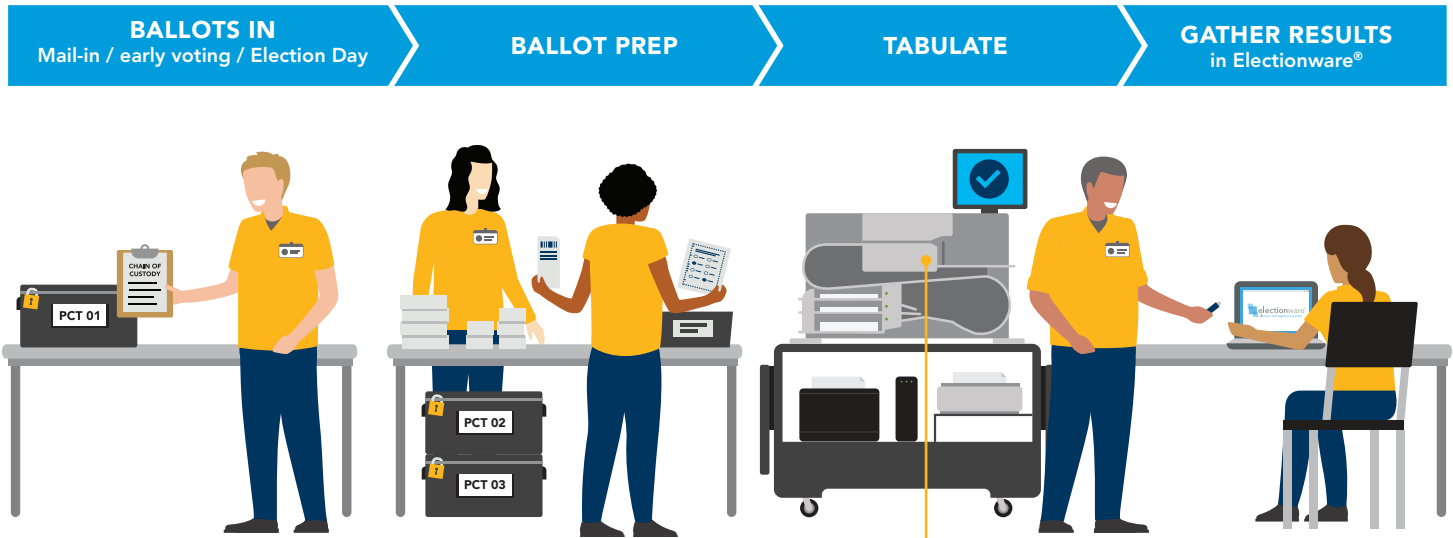 BALLOTS IN
Mail-in / early voting / Election Day
BALLOT PREP
TABULATE
GATHER RESULTS
in Electionware®
CHAIN OF
CUSTODY
PCT 01
PCT 02
PCT 03
electionware